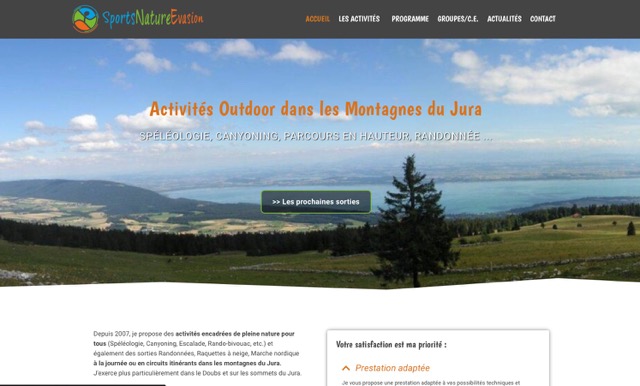 SportsNatureEvasion
ACCUEIL LES ACTIVITÉS PROGRAMME GROUPES/C.E. ACTUALITÉS CONTACT
Activités Outdoor dans les Montagnes du Jura
SPÉLÉOLOGIE, CANYONING, PARCOURS EN HAUTEUR, RANDONNÉE ...
>> Les prochaines sorties
Depuis 2007, je propose des activités encadrées de pleine nature pour
tous (Spéléologie, Canyoning, Escalade, Rando-bivouac, etc.) et
également des sorties Randonnées, Raquettes à neige, Marche nordique
à la journée ou en circuits itinérants dans les montagnes du Jura.
J'exerce plus particulièrement dans le Doubs et sur les sommets du Jura.
Votre satisfaction est ma priorité :
Prestation adaptée
Je vous propose une prestation adaptée à vos possibilités techniques et